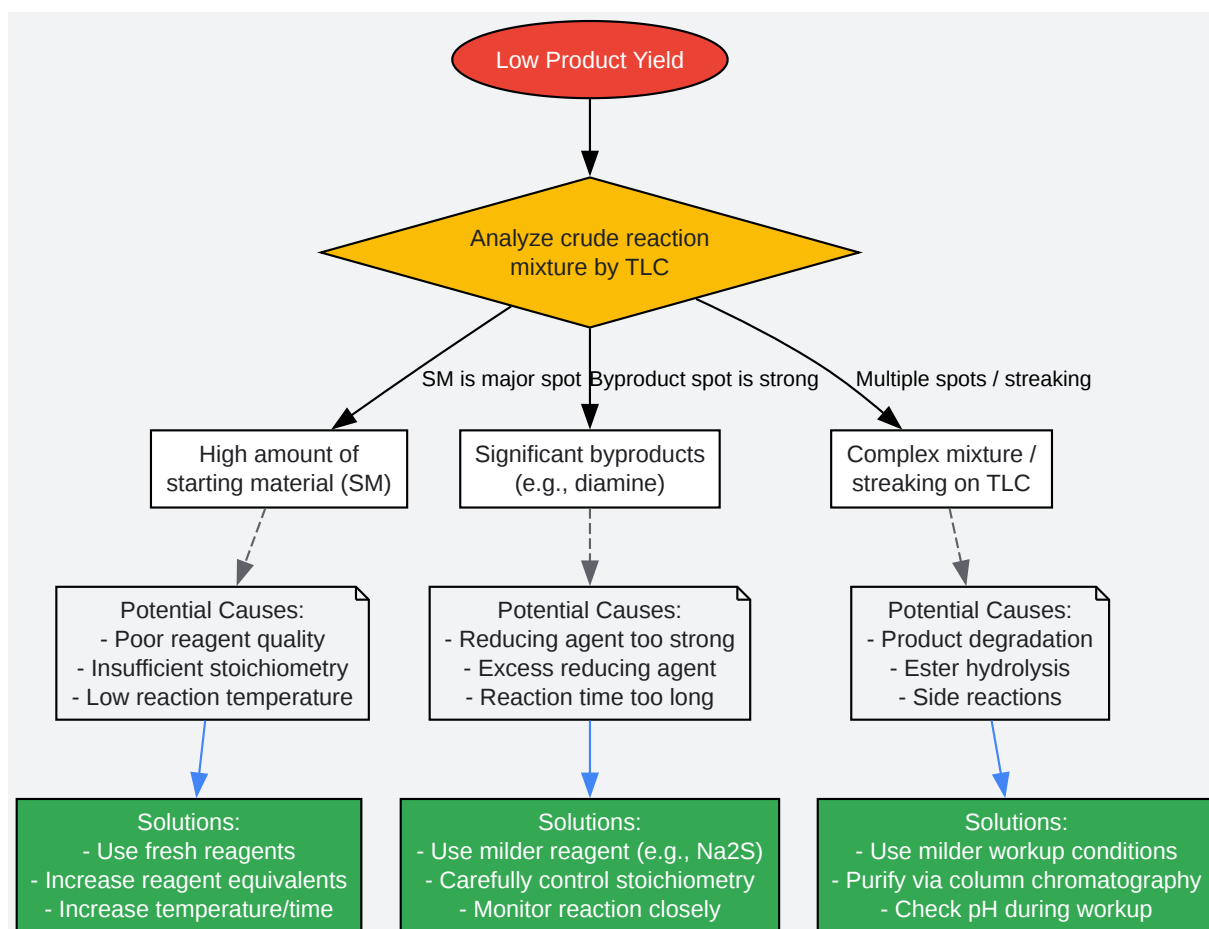 Low Product Yield
Analyze crude reaction
mixture by TLC
SM is major spot
Byproduct spot is strong
Multiple spots / streaking
High amount of
starting material (SM)
Significant byproducts
(e.g., diamine)
Complex mixture /
streaking on TLC
Potential Causes:
- Poor reagent quality
- Insufficient stoichiometry
- Low reaction temperature
Potential Causes:
- Reducing agent too strong
- Excess reducing agent
- Reaction time too long
Potential Causes:
- Product degradation
- Ester hydrolysis
- Side reactions
Solutions:
- Use fresh reagents
- Increase reagent equivalents
- Increase temperature/time
Solutions:
- Use milder reagent (e.g., Na2S)
- Carefully control stoichiometry
- Monitor reaction closely
Solutions:
- Use milder workup conditions
- Purify via column chromatography
- Check pH during workup